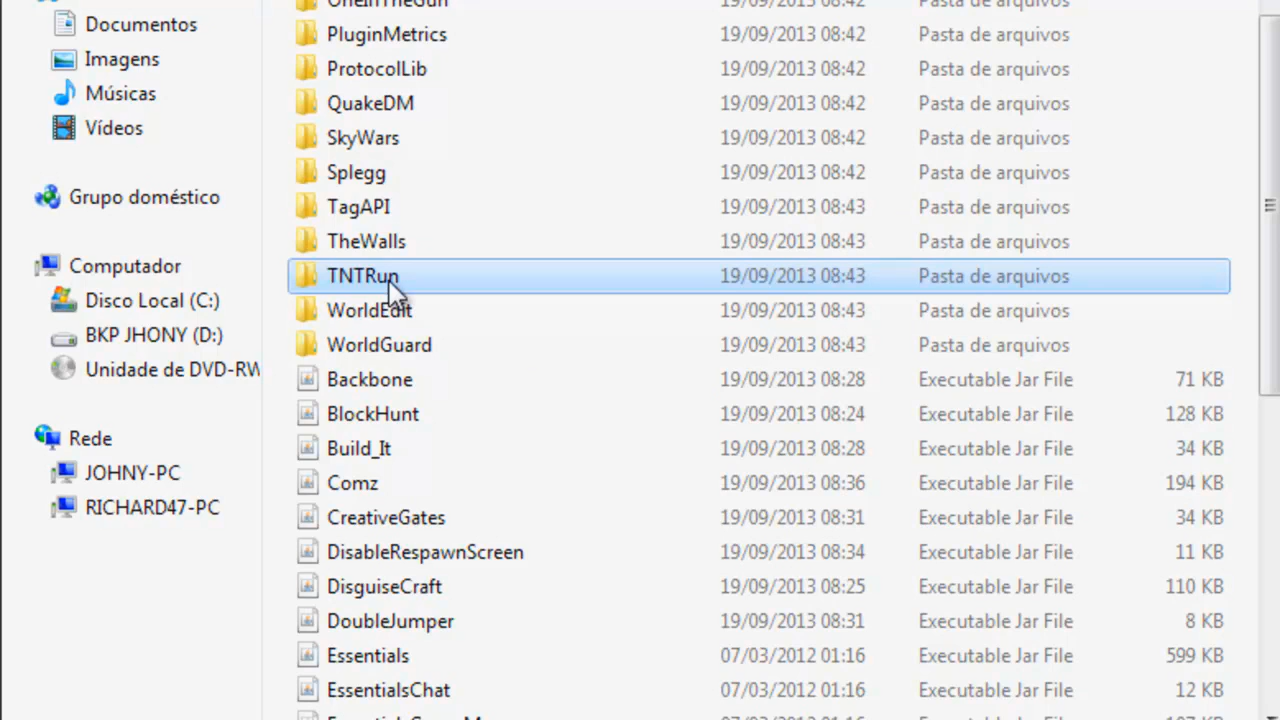 Documentos
Imagens
Músicas
Vídeos
Grupo doméstico
Computador
Disco Local (C:)
BKP JHONY (D:)
Unidade de DVD-RW
Rede
JOHNY-PC
RICHARD47-PC
OneInTheGun 19/09/2013 08:42 Pasta de arquivos
PluginMetrics 19/09/2013 08:42 Pasta de arquivos
ProtocolLib 19/09/2013 08:42 Pasta de arquivos
QuakeDM 19/09/2013 08:42 Pasta de arquivos
SkyWars 19/09/2013 08:42 Pasta de arquivos
Splegg 19/09/2013 08:42 Pasta de arquivos
TagAPI 19/09/2013 08:43 Pasta de arquivos
TheWalls 19/09/2013 08:43 Pasta de arquivos
TNTRun 19/09/2013 08:43 Pasta de arquivos
WorldEdit 19/09/2013 08:43 Pasta de arquivos
WorldGuard 19/09/2013 08:43 Pasta de arquivos
Backbone 19/09/2013 08:28 Executable Jar File 71 KB
BlockHunt 19/09/2013 08:24 Executable Jar File 128 KB
Build_It 19/09/2013 08:28 Executable Jar File 34 KB
Comz 19/09/2013 08:36 Executable Jar File 194 KB
CreativeGates 19/09/2013 08:31 Executable Jar File 34 KB
DisableRespawnScreen 19/09/2013 08:34 Executable Jar File 11 KB
DisguiseCraft 19/09/2013 08:25 Executable Jar File 110 KB
DoubleJumper 19/09/2013 08:31 Executable Jar File 8 KB
Essentials 07/03/2012 01:16 Executable Jar File 599 KB
EssentialsChat 07/03/2012 01:16 Executable Jar File 12 KB